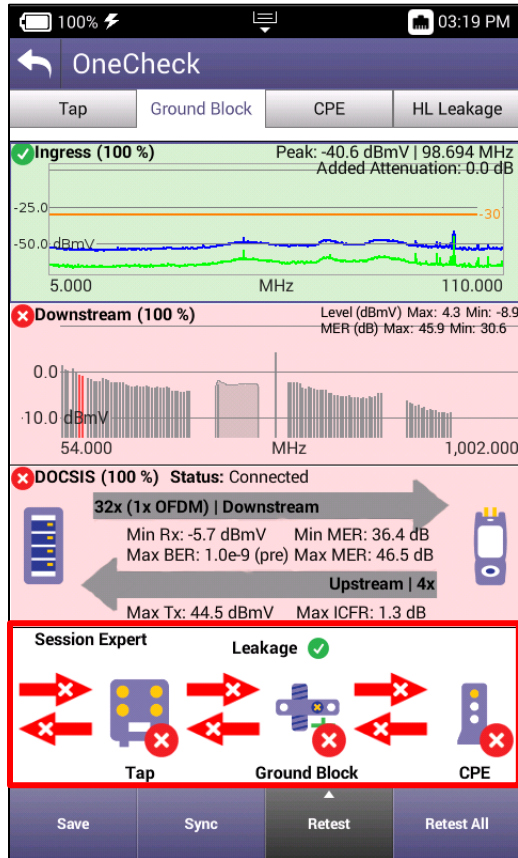 100%
03:19 PM
OneCheck
Tap
Ground Block
CPE
HL Leakage
Ingress (100 %)
Peak: -40.6 dBmV | 98.694 MHz
Added Attenuation: 0.0 dB
-25.0
-30
-50.0 dBmV
5.000
MHz
110.000
Downstream (100 %)
Level (dBmV) Max: 4.3 Min: -8.9
MER (dB) Max: 45.9 Min: 30.6
0.0
-10.0 dBmV
54.000
MHz
1,002.000
DOCSIS (100 %) Status: Connected
32x (1x OFDM) | Downstream
Min Rx: -5.7 dBmV Min MER: 36.4 dB
Max BER: 1.0e-9 (pre) Max MER: 46.5 dB
Upstream | 4x
Max Tx: 44.5 dBmV Max ICFR: 1.3 dB
Session Expert
Leakage
Tap
Ground Block
CPE
Save
Sync
Retest
Retest All